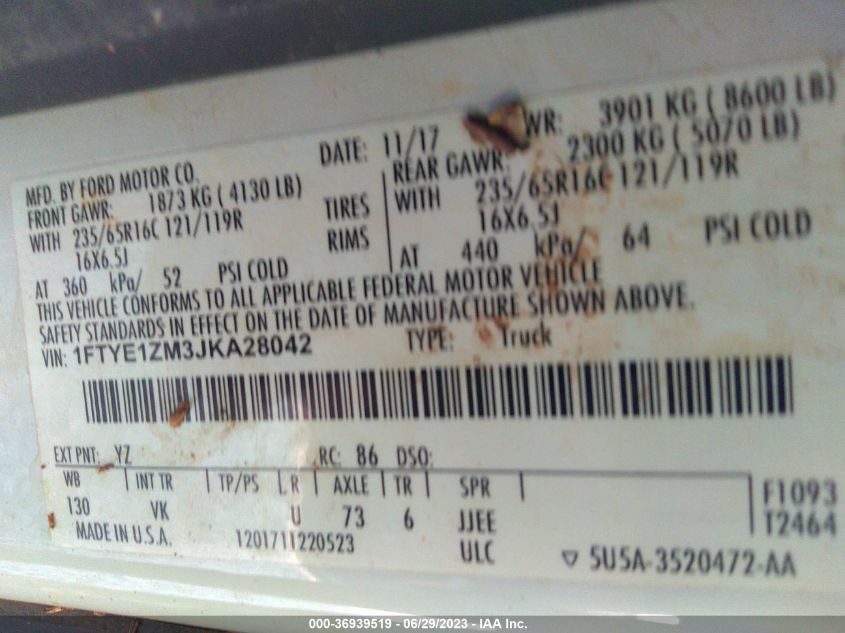 MFD. BY FORD MOTOR CO. DATE: 11/17 WR: 3901 KG ( 8600 LB)
FRONT GAWR: 1873 KG ( 4130 LB) REAR GAWR: 2300 KG ( 5070 LB)
WITH 235/65R16C 121/119R TIRES WITH 235/65R16C 121/119R
16X6.5J RIMS 16X6.5J
AT 360 kPa/ 52 PSI COLD AT 440 kPa/ 64 PSI COLD
THIS VEHICLE CONFORMS TO ALL APPLICABLE FEDERAL MOTOR VEHICLE
SAFETY STANDARDS IN EFFECT ON THE DATE OF MANUFACTURE SHOWN ABOVE.
VIN: 1FTYE1ZM3JKA28042 TYPE: Truck
EXT PNT: YZ RC: 86 DSO:
WB INT TR TP/PS R AXLE TR SPR F1093
130 VK U 73 6 JJEE T2464
MADE IN U.S.A. 1201711220523 ULC 5U5A-3520472-AA
000-36939519 - 06/29/2023 - IAA Inc.